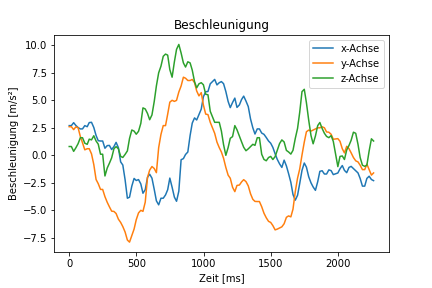 Beschleunigung
10.0
7.5
5.0
2.5
0.0
−2.5
−5.0
−7.5
Beschleunigung [m/s²]
x-Achse
y-Achse
z-Achse
0
500
1000
1500
2000
Zeit [ms]